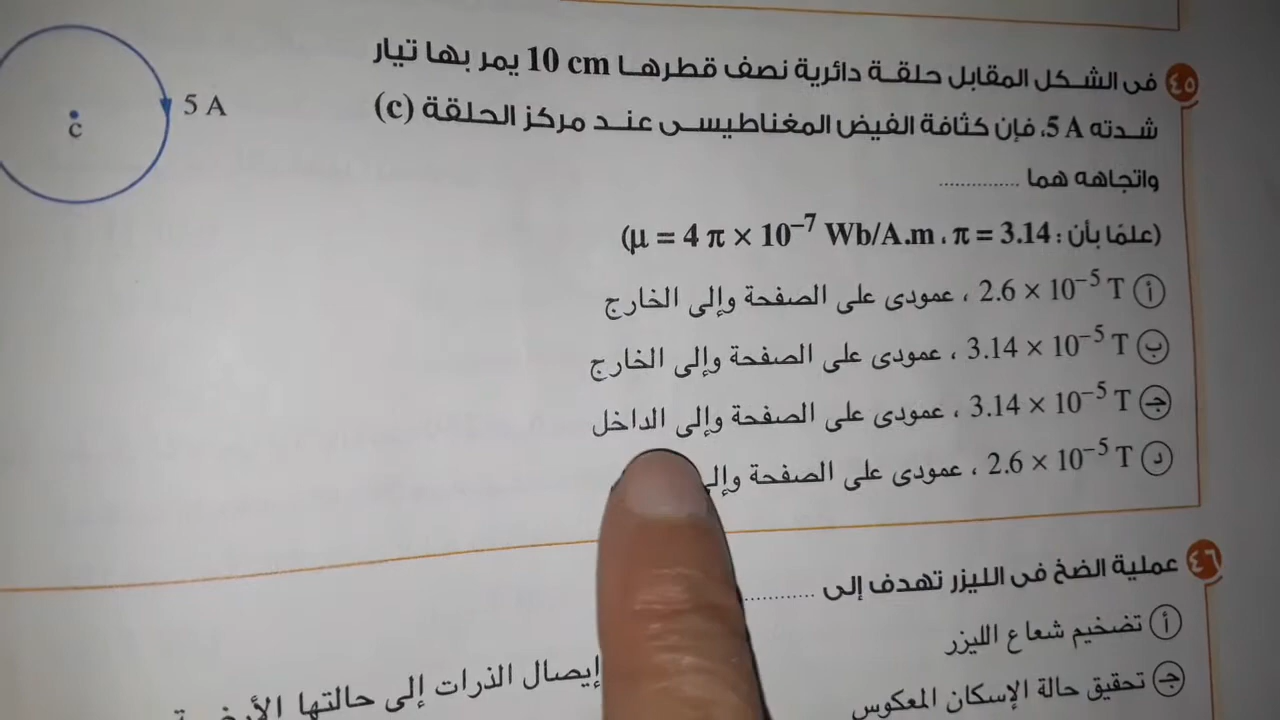 ٤٥ فى الشكل المقابل حلقة دائرية نصف قطرها 10 cm يمر بها تيار
شدته 5 A، فإن كثافة الفيض المغناطيسى عند مركز الحلقة (c)
واتجاهه هما ...............
(علمًا بأن : μ = 4 π × 10⁻⁷ Wb/A.m ، π = 3.14)
5 A
c
أ 2.6 × 10⁻⁵ T ، عمودى على الصفحة وإلى الخارج
ب 3.14 × 10⁻⁵ T ، عمودى على الصفحة وإلى الخارج
جـ 3.14 × 10⁻⁵ T ، عمودى على الصفحة وإلى الداخل
د 2.6 × 10⁻⁵ T ، عمودى على الصفحة وإلى
٤٦ عملية الضخ فى الليزر تهدف إلى ............
أ تضخيم شعاع الليزر
جـ تحقيق حالة الإسكان المعكوس
إيصال الذرات إلى حالتها